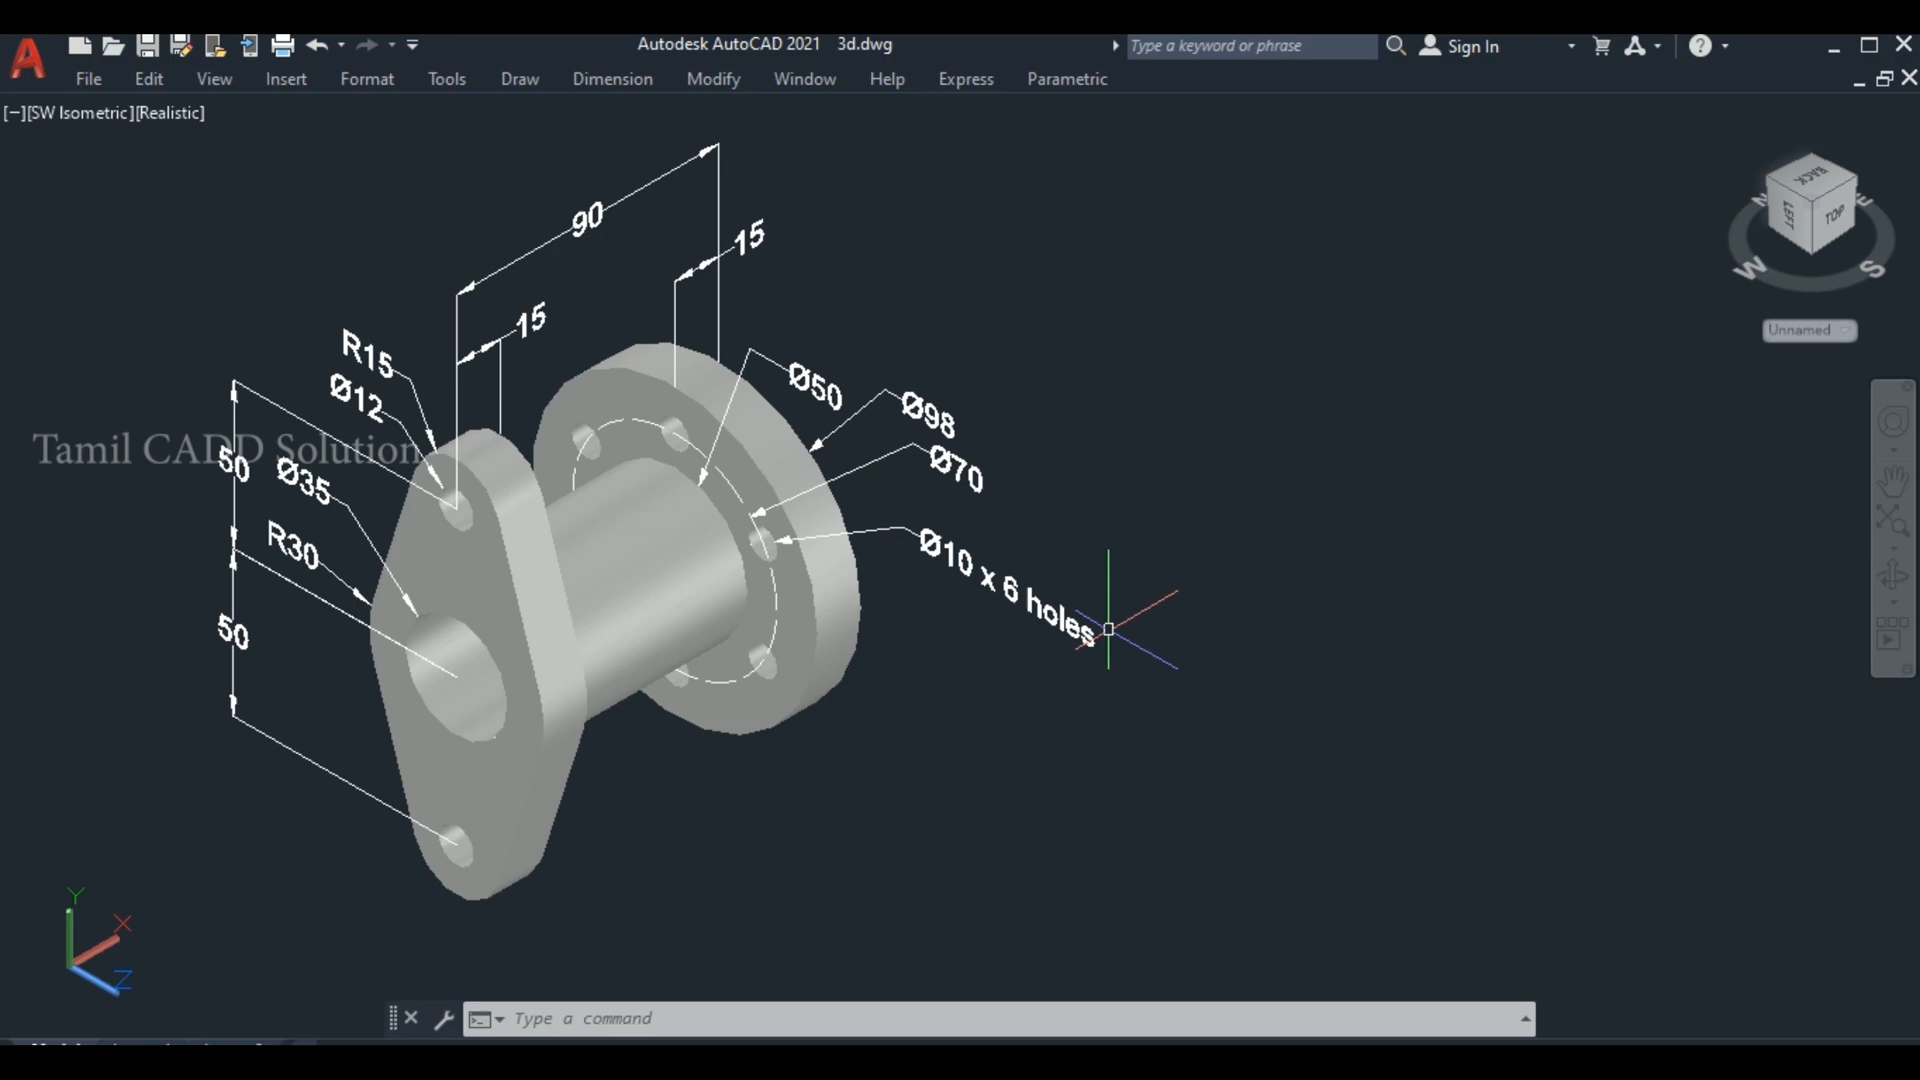 Autodesk AutoCAD 2021 3d.dwg
Type a keyword or phrase
Sign In
File Edit View Insert Format Tools Draw Dimension Modify Window Help Express Parametric
[−][SW Isometric][Realistic]
BACK
LEFT
TOP
N
E
W
S
Unnamed
90
15
15
R15
Ø12
Ø50
Ø98
Ø70
Tamil CADD Solution
50
Ø35
R30
Ø10 x 6 holes
50
Y
X
Z
Type a command